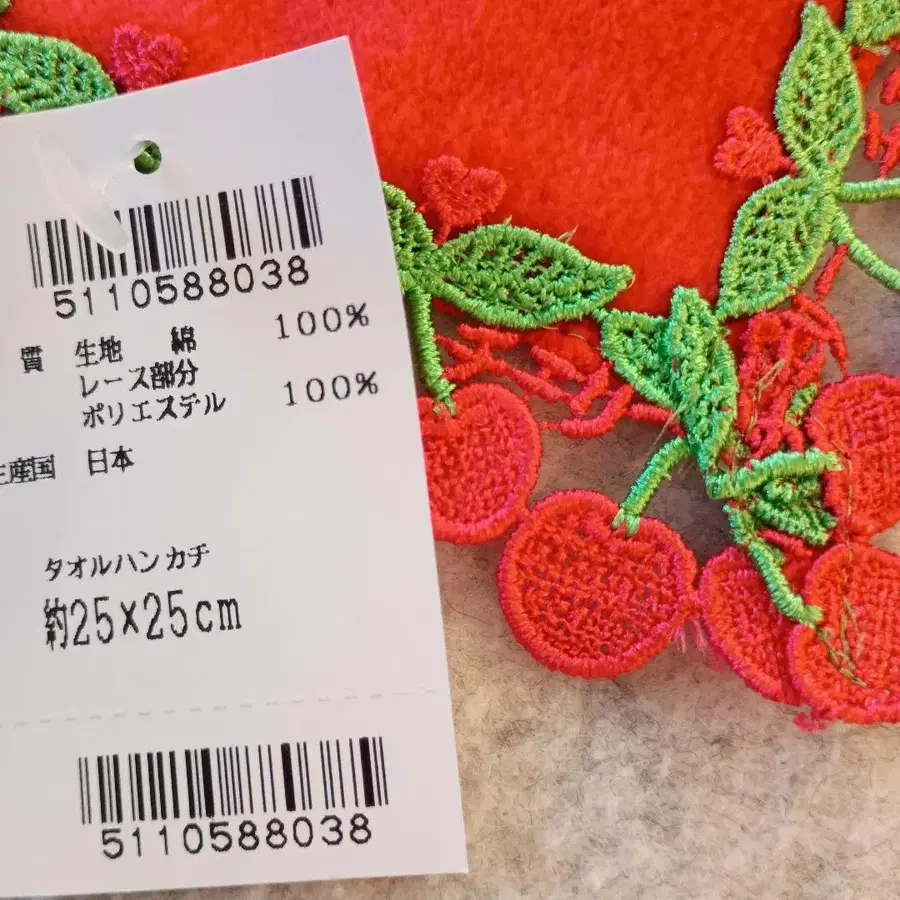 5110588038
質 生地 綿 100%
レース部分
ポリエステル 100%
生産国 日本
タオルハンカチ
約25×25cm
5110588038